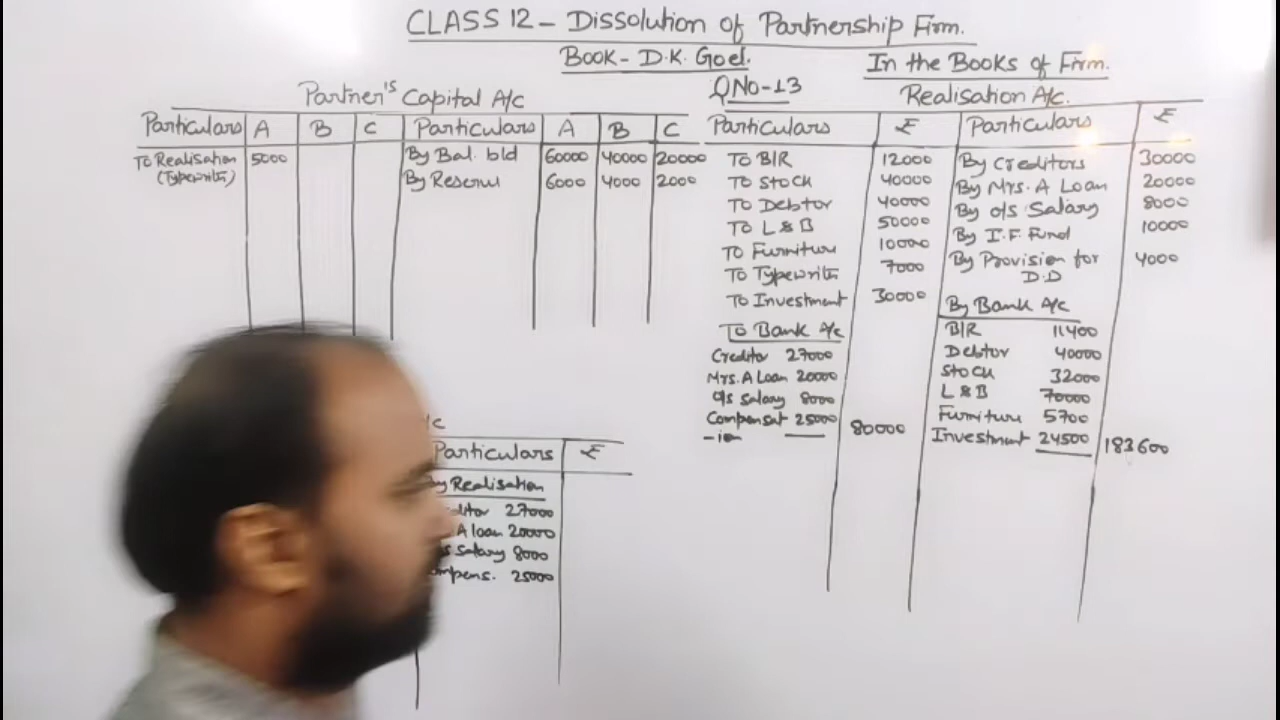 CLASS 12 - Dissolution of Partnership Firm.
BOOK - D.K. Goel.
In the Books of Firm.
Partner's Capital A/c
Particulars A B C Particulars A B C
To Realisation 5000 By Bal. b/d 60000 40000 20000
(Typewriter) By Reserve 6000 4000 2000
QNo-13
Realisation A/c.
Particulars ₹ Particulars ₹
To B/R 12000 By Creditors 30000
To Stock 40000 By Mrs. A Loan 20000
To Debtor 40000 By o/s Salary 8000
To L&B 50000 By I.F. Fund 10000
To Furniture 10000 By Provision for 4000
To Typewriter 7000 D.D
To Investment 30000 By Bank A/c
To Bank A/c B/R 11400
Creditor 27000 Debtor 40000
Mrs. A Loan 20000 Stock 32000
o/s Salary 8000 L&B 70000
Compensat 25000 80000 Furniture 5700
-ion Investment 24500 183600
Particulars ₹
By Realisation
27000
A loan 20000
Salary 8000
25000